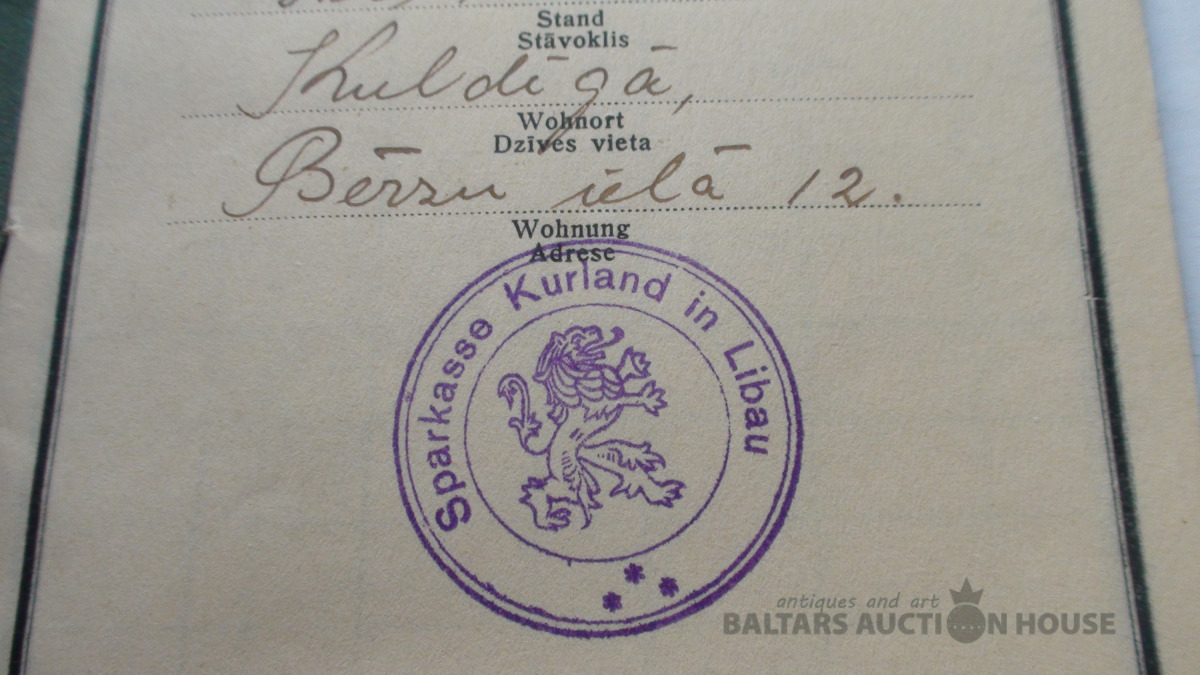 Stand
Stāvoklis
Kuldīgā,
Wohnort
Dzīves vieta
Bērzu ielā 12.
Wohnung
Adrese
Sparkasse Kurland in Libau
***
antiques and art
BALTARS AUCTION HOUSE